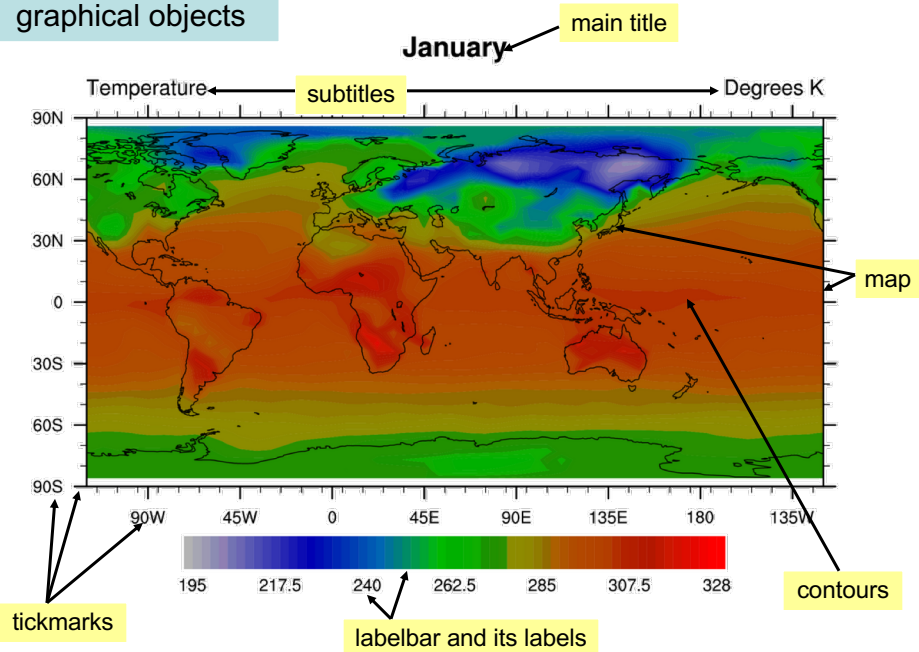 graphical objects
main title
January
Temperature
subtitles
Degrees K
90N
60N
30N
0
30S
60S
90S
map
90W 45W 0 45E 90E 135E 180 135W
195 217.5 240 262.5 285 307.5 328
contours
tickmarks
labelbar and its labels